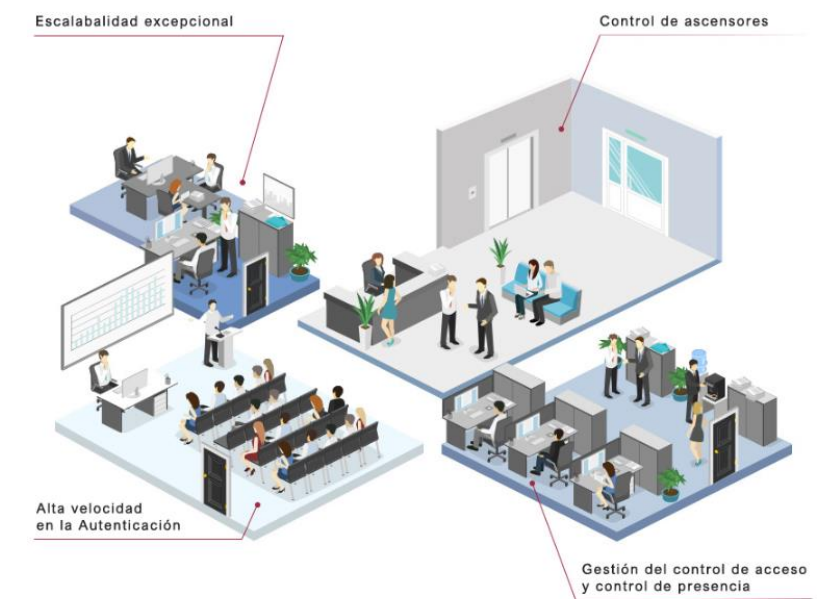 Escalabalidad excepcional
Control de ascensores
Alta velocidad
en la Autenticación
Gestión del control de acceso
y control de presencia